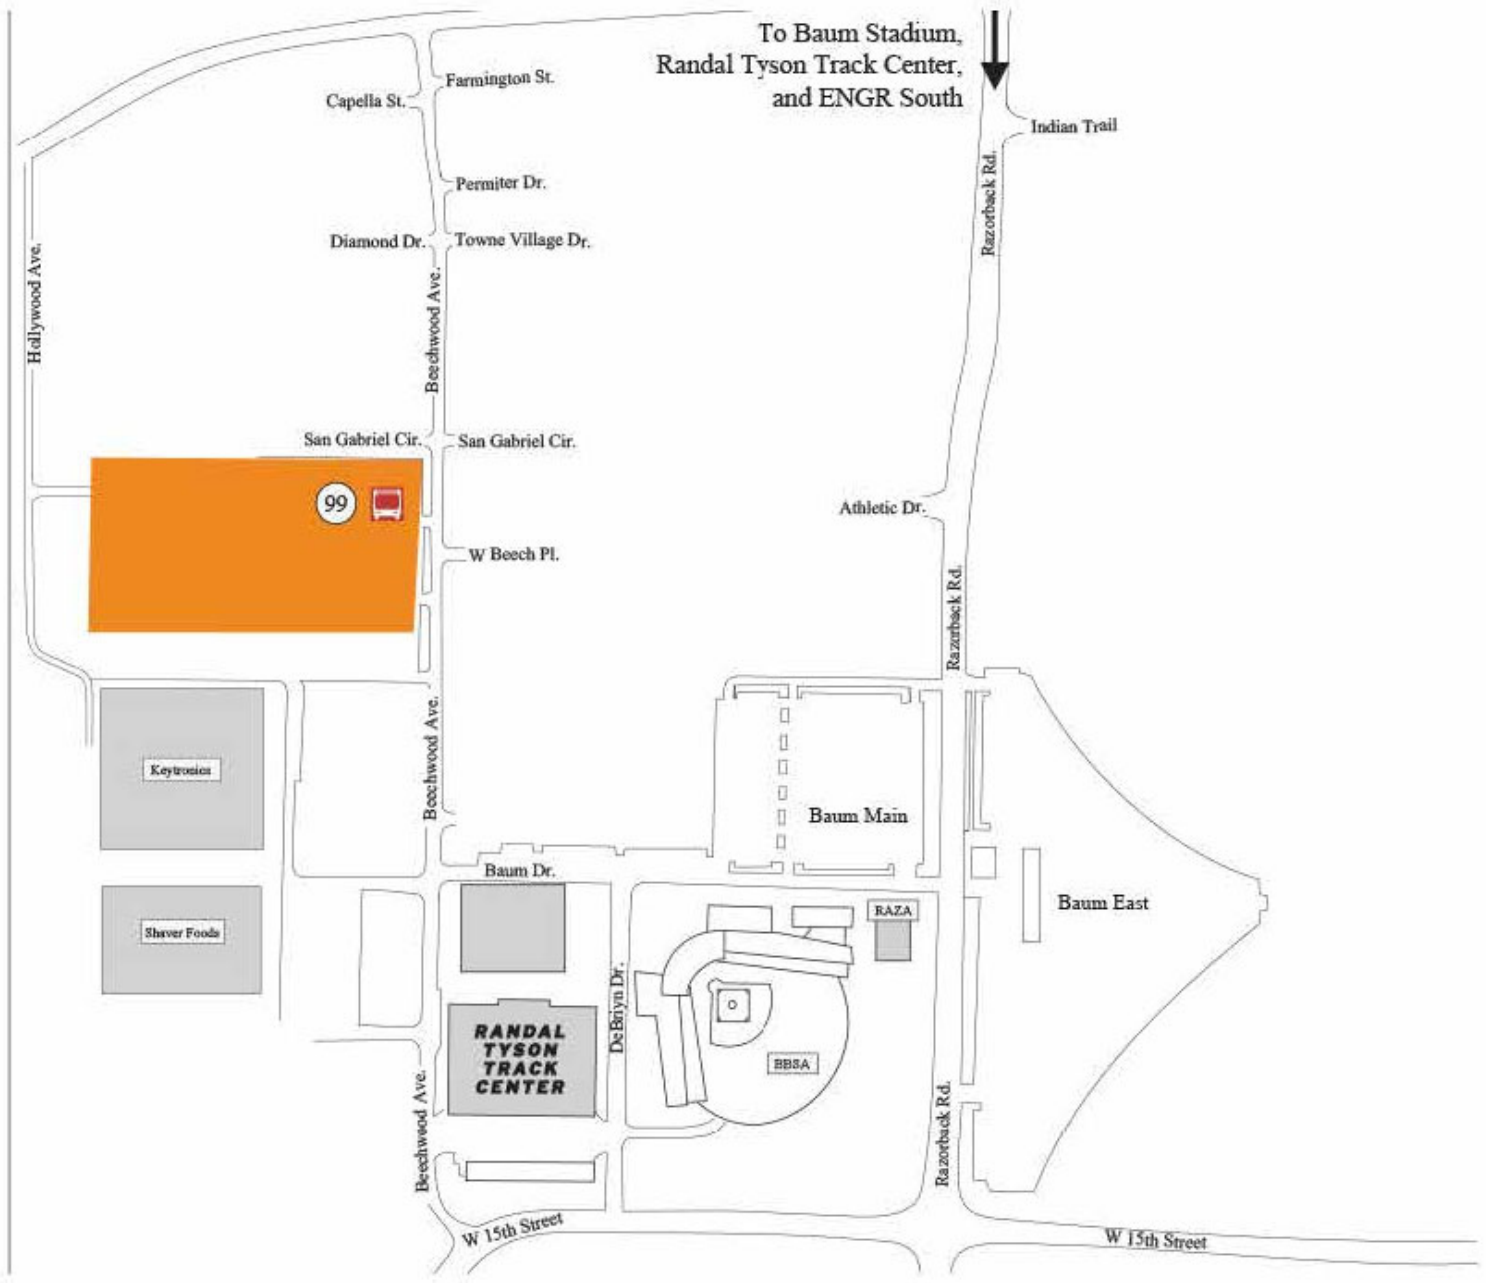 To Baum Stadium,
Randal Tyson Track Center,
and ENGR South
Farmington St.
Capella St.
Indian Trail
Razorback Rd.
Permiter Dr.
Diamond Dr.
Towne Village Dr.
Hollywood Ave.
Beechwood Ave.
San Gabriel Cir.
San Gabriel Cir.
99
Athletic Dr.
W Beech Pl.
Razorback Rd.
Beechwood Ave.
Keytronics
Baum Main
Baum Dr.
Baum East
RAZA
Shaver Foods
DeBriyn Dr.
RANDAL
TYSON
TRACK
CENTER
BBSA
Beechwood Ave.
Razorback Rd.
W 15th Street
W 15th Street